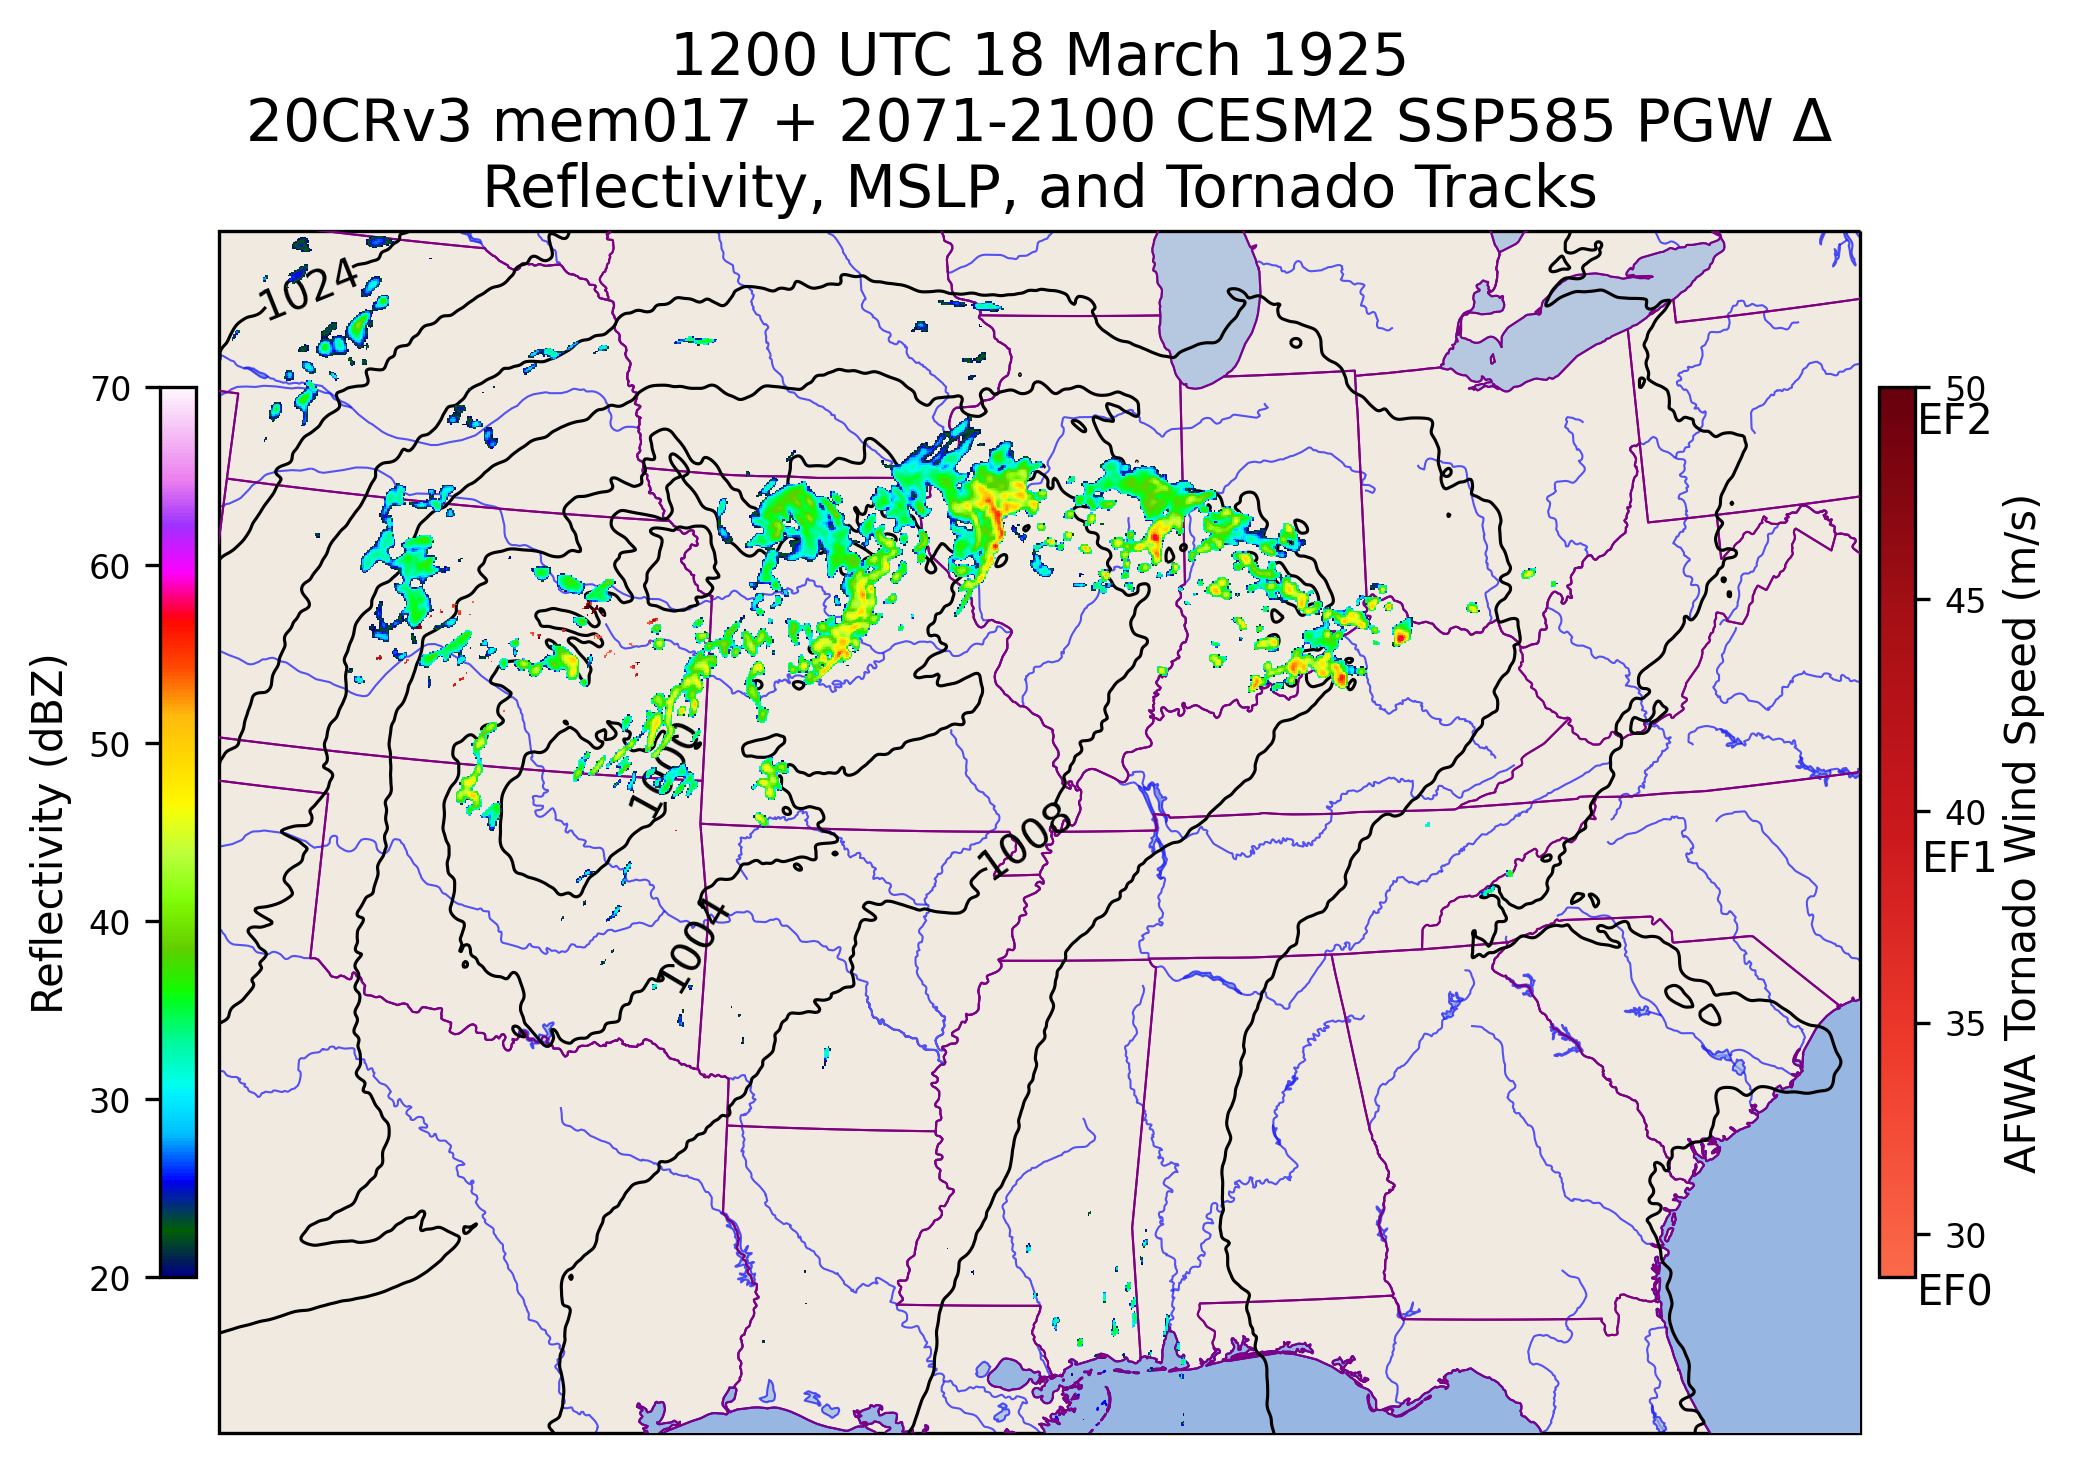 1200 UTC 18 March 1925
20CRv3 mem017 + 2071-2100 CESM2 SSP585 PGW Δ
Reflectivity, MSLP, and Tornado Tracks
1024
1000
1008
1004
70
60
50
40
30
20
Reflectivity (dBZ)
50
EF2
45
40
EF1
35
30
EF0
AFWA Tornado Wind Speed (m/s)